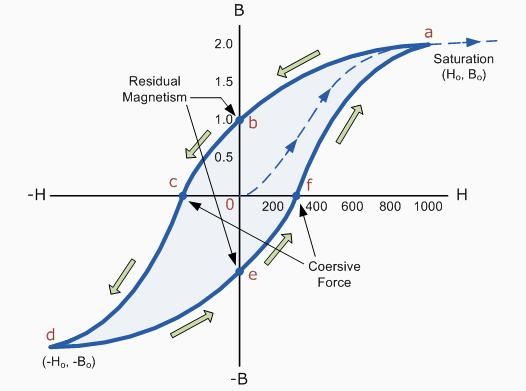 B
a
2.0
Saturation
(Ho, Bo)
1.5
Residual
Magnetism
1.0
b
0.5
c
f
-H
H
0
200 400 600 800 1000
Coersive
Force
e
d
(-Ho, -Bo)
-B